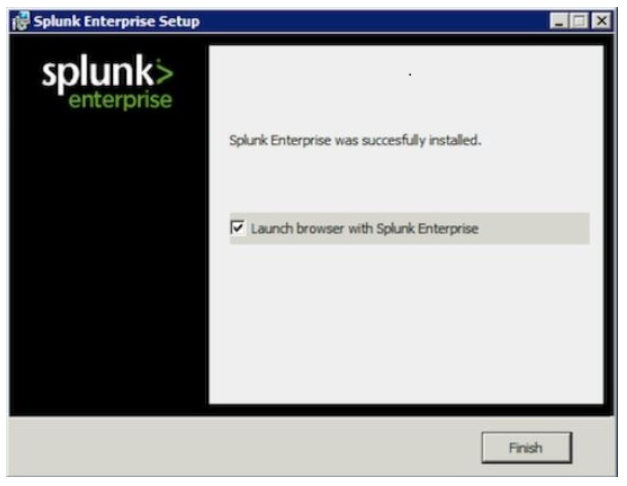 Splunk Enterprise Setup
splunk>
enterprise
.
Splunk Enterprise was succesfully installed.
Launch browser with Splunk Enterprise
Finish